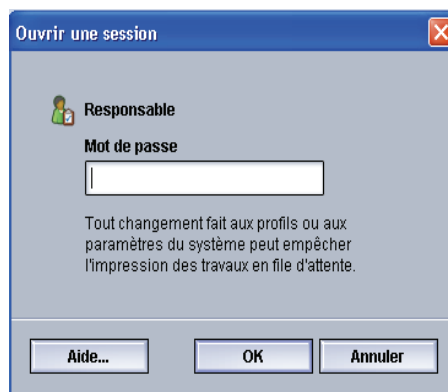 Ouvrir une session
Responsable
Mot de passe
Tout changement fait aux profils ou aux
paramètres du système peut empêcher
l'impression des travaux en file d'attente.
Aide... OK Annuler